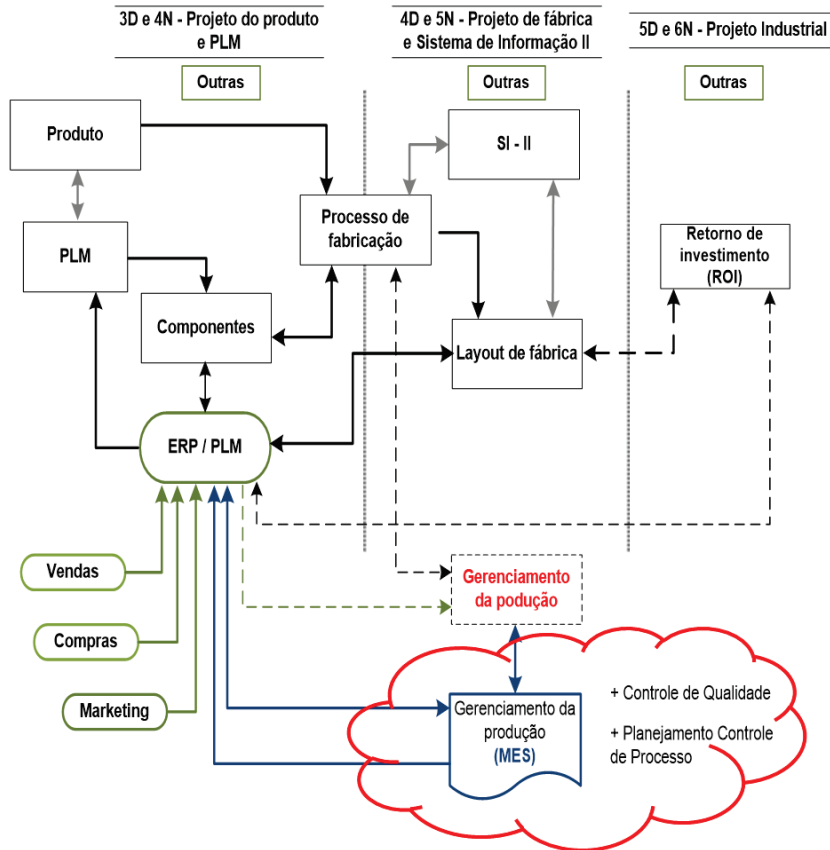 3D e 4N - Projeto do produto
e PLM
4D e 5N - Projeto de fábrica
e Sistema de Informação II
5D e 6N - Projeto Industrial
Outras
Outras
Outras
Produto
SI - II
Processo de
fabricação
PLM
Retorno de
investimento
(ROI)
Componentes
Layout de fábrica
ERP / PLM
Vendas
Gerenciamento
da podução
Compras
Marketing
Gerenciamento da
produção
(MES)
+ Controle de Qualidade
+ Planejamento Controle
de Processo